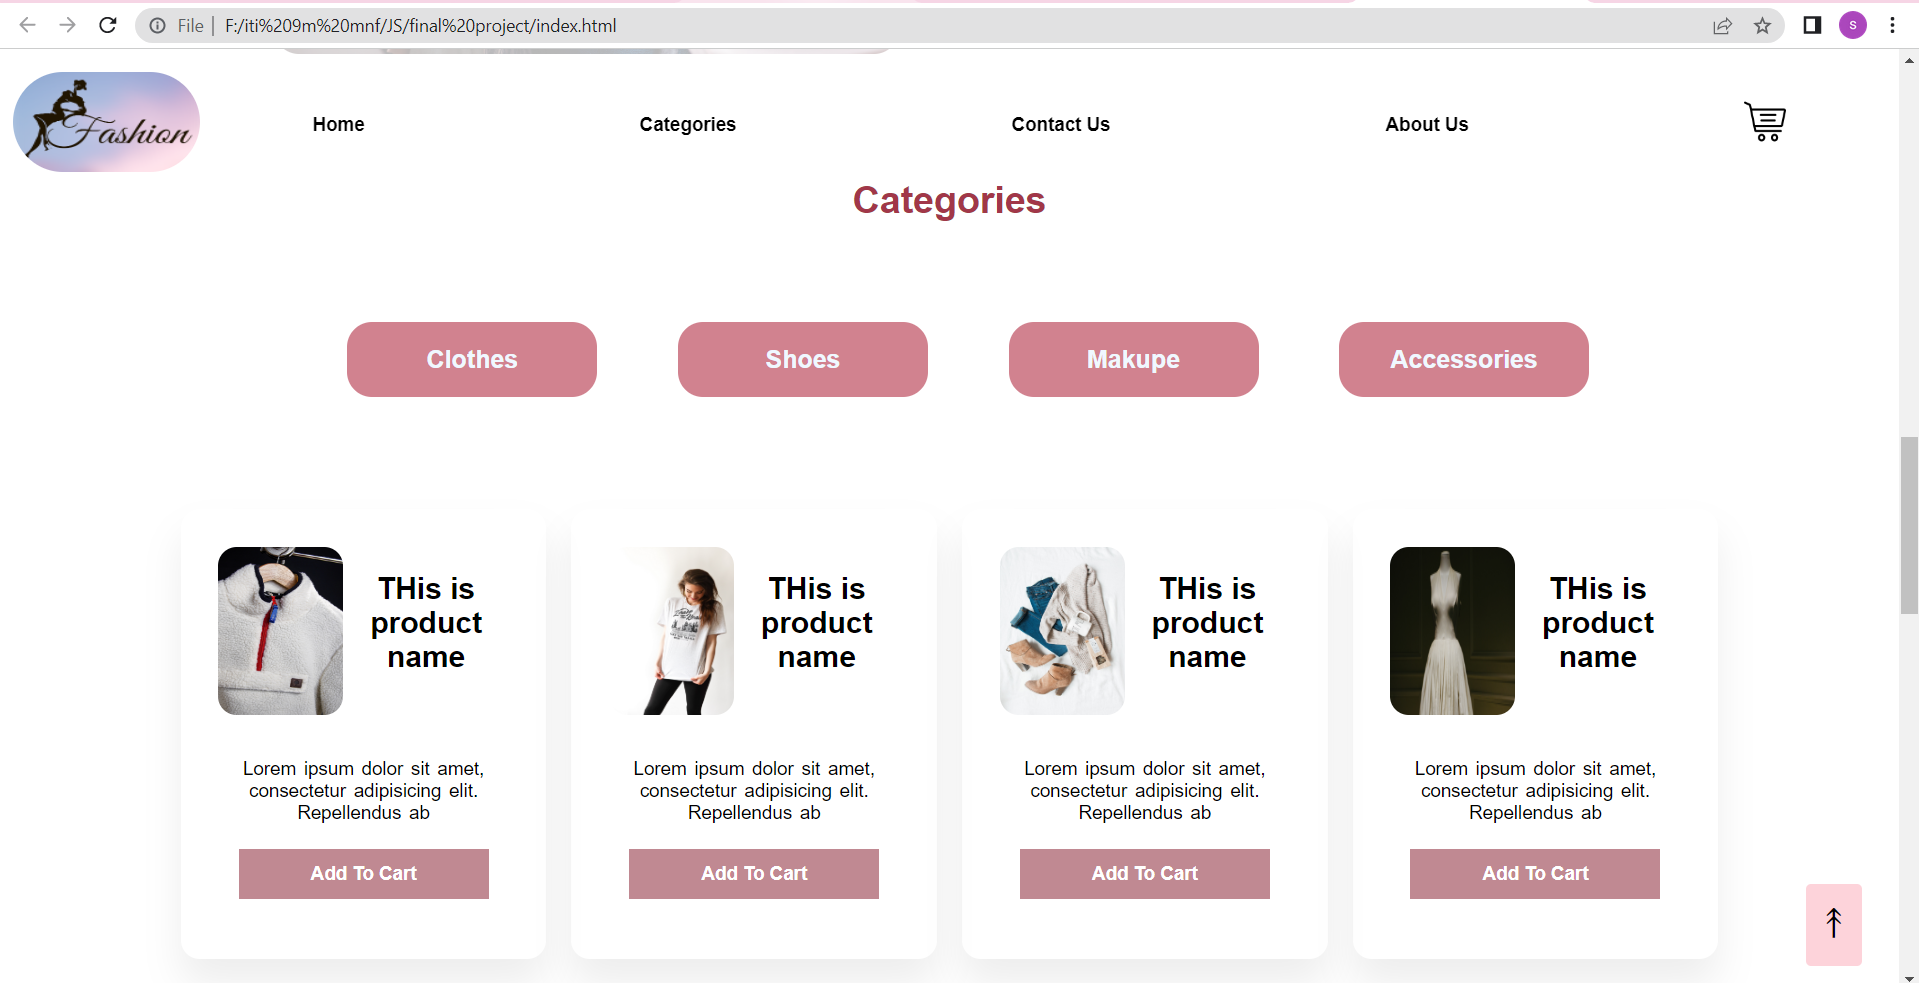 File | F:/iti%209m%20mnf/JS/final%20project/index.html
S
Fashion
Home
Categories
Contact Us
About Us
Categories
Clothes
Shoes
Makupe
Accessories
THis is
product
name
Lorem ipsum dolor sit amet,
consectetur adipisicing elit.
Repellendus ab
Add To Cart
THis is
product
name
Lorem ipsum dolor sit amet,
consectetur adipisicing elit.
Repellendus ab
Add To Cart
THis is
product
name
Lorem ipsum dolor sit amet,
consectetur adipisicing elit.
Repellendus ab
Add To Cart
THis is
product
name
Lorem ipsum dolor sit amet,
consectetur adipisicing elit.
Repellendus ab
Add To Cart